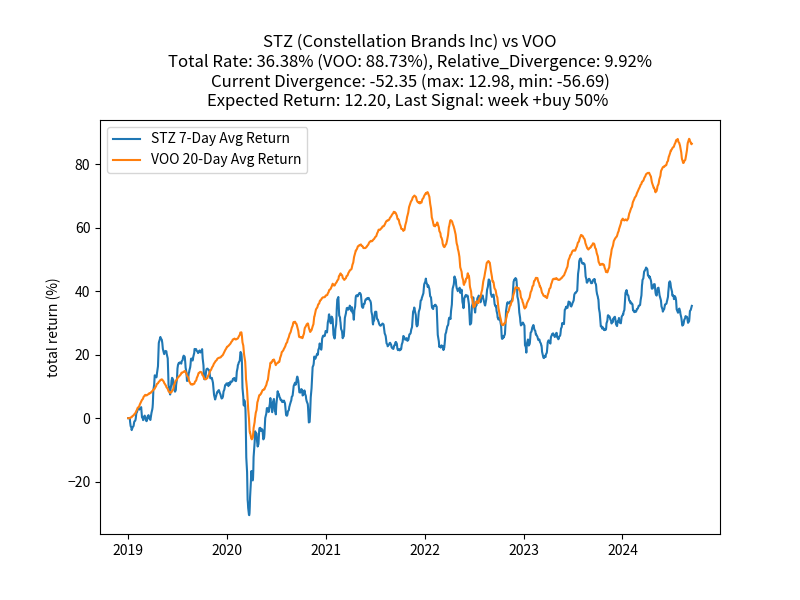 STZ (Constellation Brands Inc) vs VOO
Total Rate: 36.38% (VOO: 88.73%), Relative_Divergence: 9.92%
Current Divergence: -52.35 (max: 12.98, min: -56.69)
Expected Return: 12.20, Last Signal: week +buy 50%
STZ 7-Day Avg Return
VOO 20-Day Avg Return
total return (%)
80
60
40
20
0
−20
2019 2020 2021 2022 2023 2024